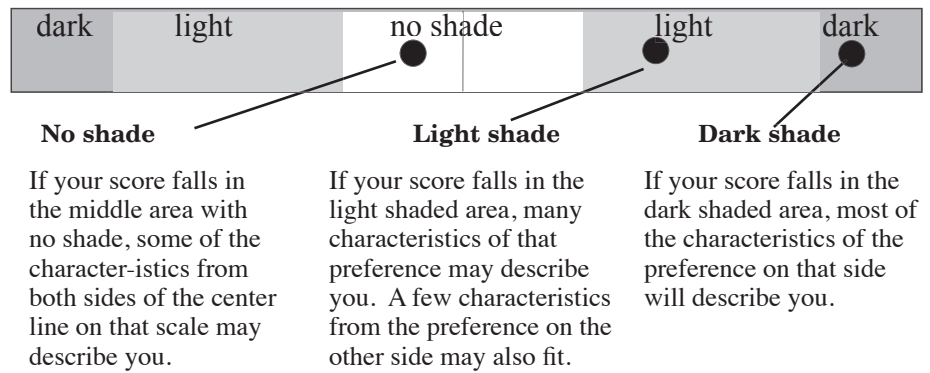 dark light no shade light dark
No shade
If your score falls in
the middle area with
no shade, some of the
character-istics from
both sides of the center
line on that scale may
describe you.
Light shade
If your score falls in the
light shaded area, many
characteristics of that
preference may describe
you.  A few characteristics
from the preference on the
other side may also fit.
Dark shade
If your score falls in the
dark shaded area, most of
the characteristics of the
preference on that side
will describe you.